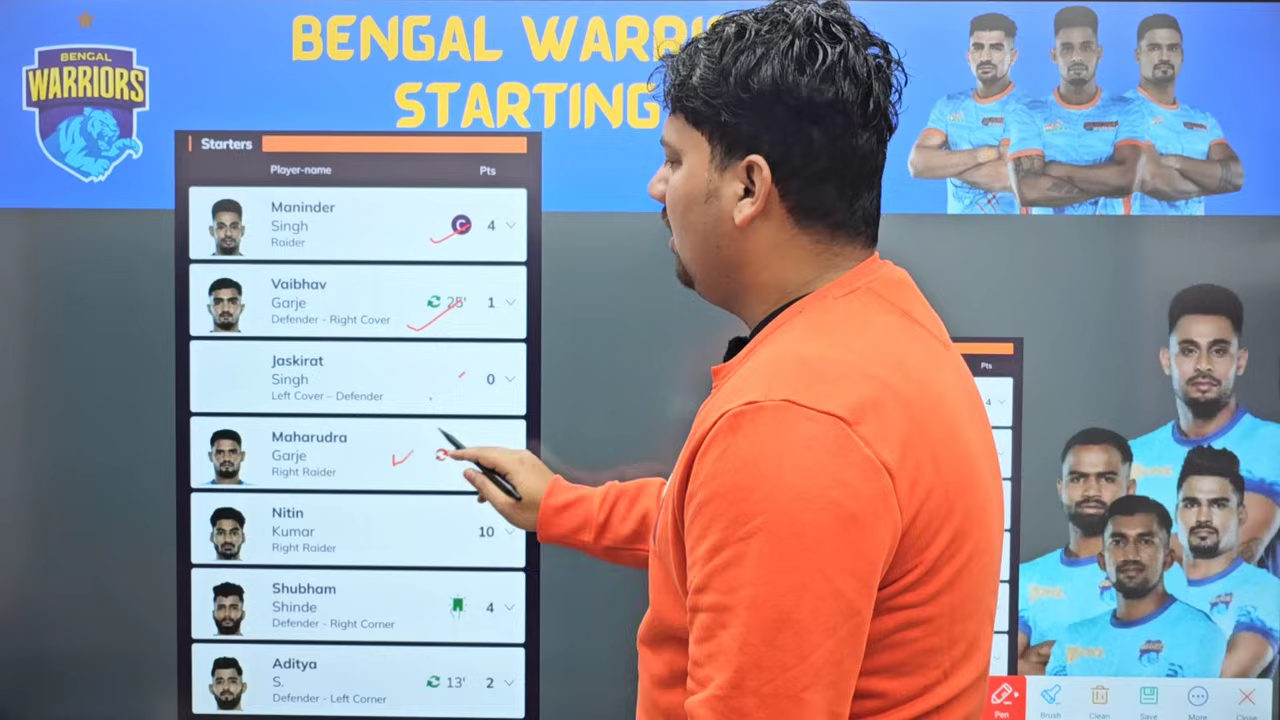 BENGAL WARRI
STARTING
BENGAL
WARRIORS
Starters
Player-name Pts
Maninder
Singh
Raider
C 4
Vaibhav
Garje
Defender - Right Cover
25' 1
Jaskirat
Singh
Left Cover – Defender
0
Maharudra
Garje
Right Raider
Nitin
Kumar
Right Raider
10
Shubham
Shinde
Defender - Right Corner
4
Aditya
S.
Defender - Left Corner
13' 2
Pts
4
Pen Brush Clean Save More Close